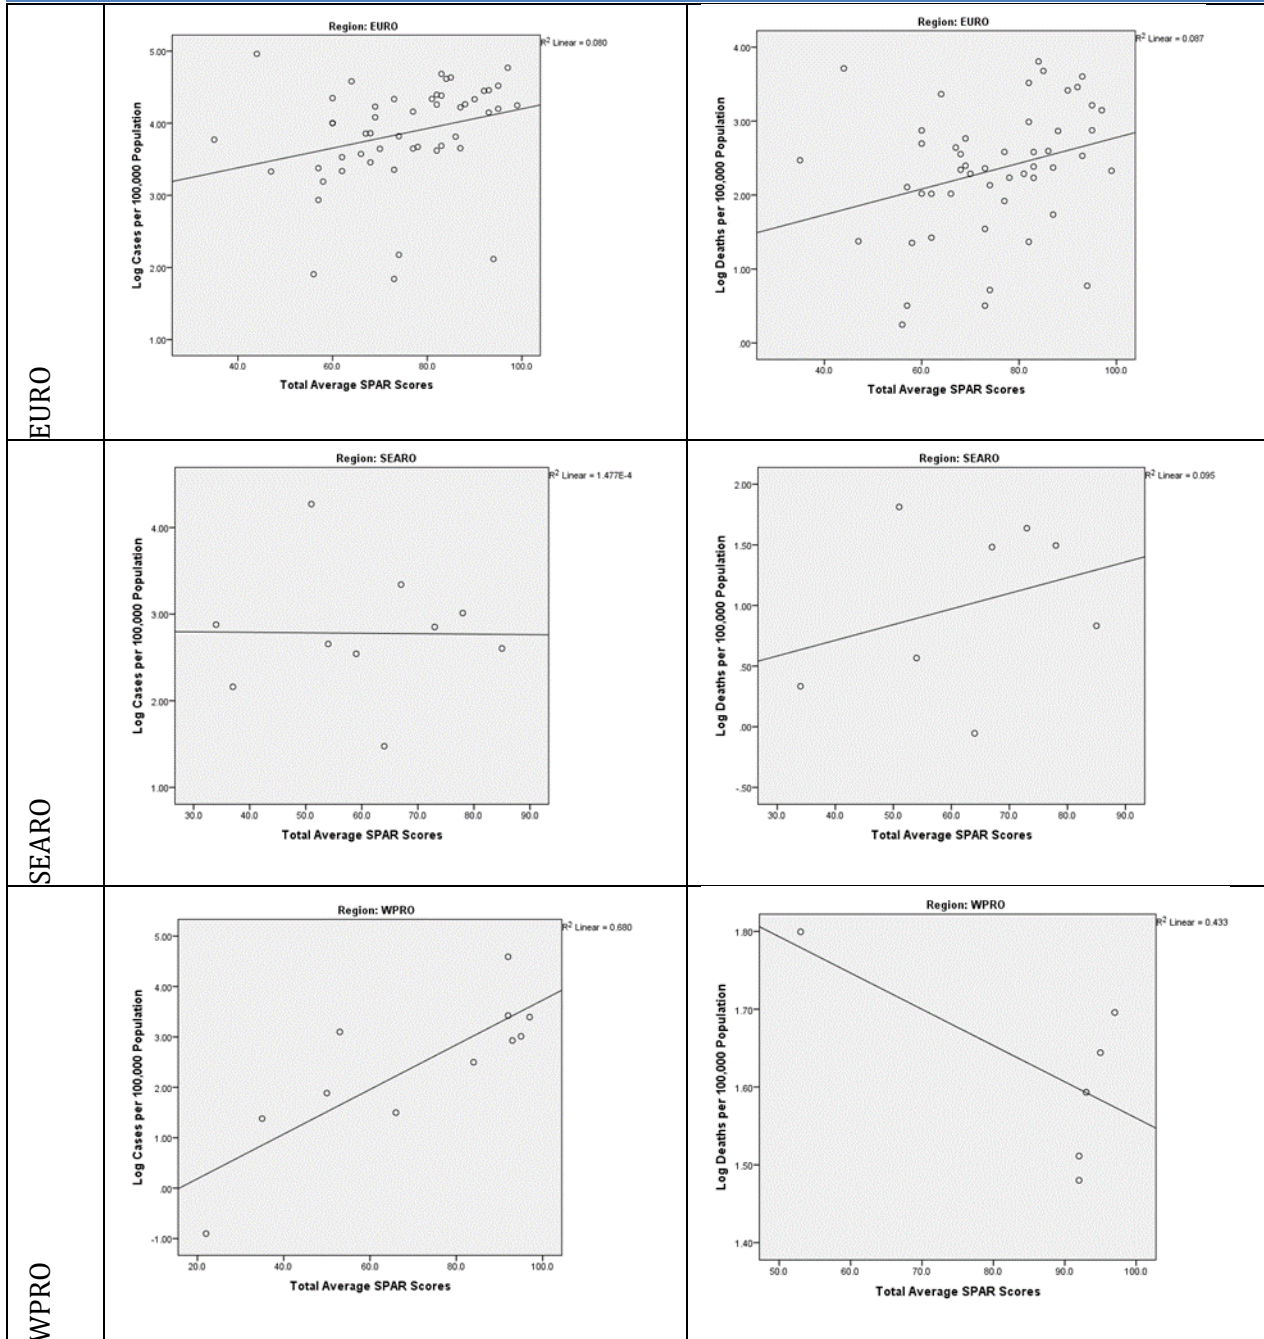 EURO
Region: EURO
R² Linear = 0.080
Log Cases per 100,000 Population
5.00
4.00
3.00
2.00
1.00
40.0 60.0 80.0 100.0
Total Average SPAR Scores
Region: EURO
R² Linear = 0.087
Log Deaths per 100,000 Population
4.00
3.00
2.00
1.00
.00
40.0 60.0 80.0 100.0
Total Average SPAR Scores
SEARO
Region: SEARO
R² Linear = 1.477E-4
Log Cases per 100,000 Population
4.00
3.00
2.00
1.00
30.0 40.0 50.0 60.0 70.0 80.0 90.0
Total Average SPAR Scores
Region: SEARO
R² Linear = 0.095
Log Deaths per 100,000 Population
2.00
1.50
1.00
.50
.00
-.50
30.0 40.0 50.0 60.0 70.0 80.0 90.0
Total Average SPAR Scores
WPRO
Region: WPRO
R² Linear = 0.680
Log Cases per 100,000 Population
5.00
4.00
3.00
2.00
1.00
.00
-1.00
20.0 40.0 60.0 80.0 100.0
Total Average SPAR Scores
Region: WPRO
R² Linear = 0.433
Log Deaths per 100,000 Population
1.80
1.70
1.60
1.50
1.40
50.0 60.0 70.0 80.0 90.0 100.0
Total Average SPAR Scores